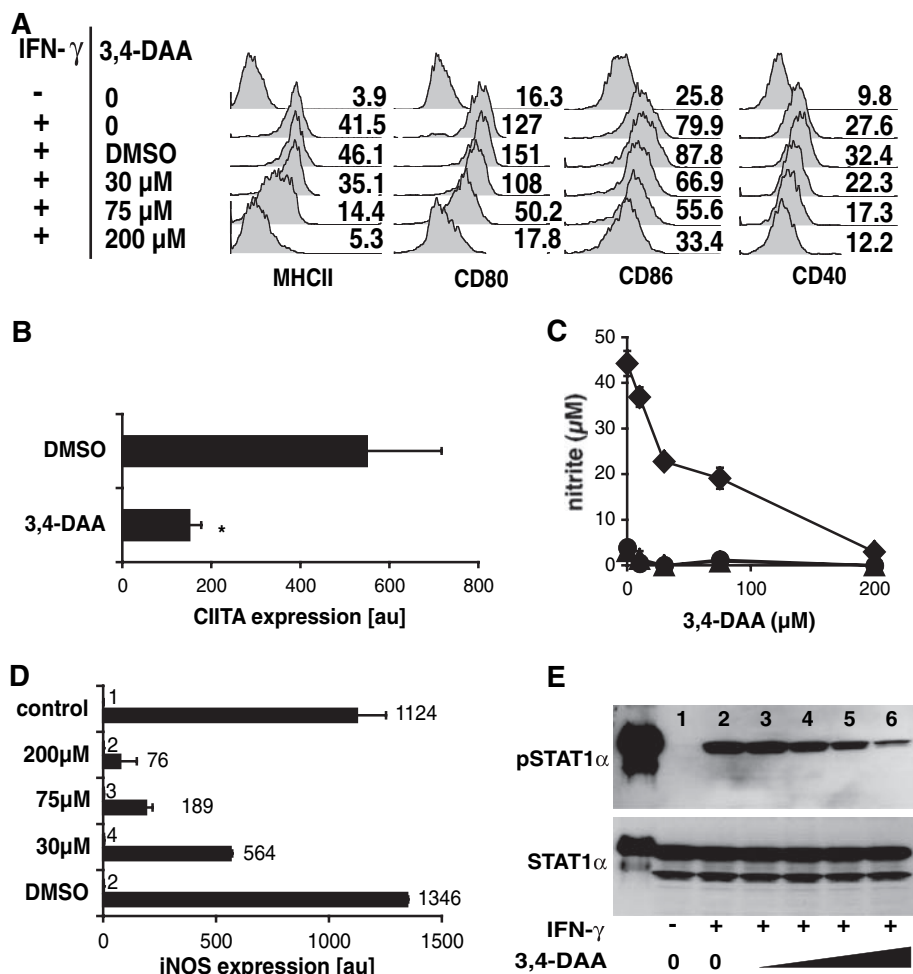 A
IFN- γ 3,4-DAA
- 0 3.9 16.3 25.8 9.8
+ 0 41.5 127 79.9 27.6
+ DMSO 46.1 151 87.8 32.4
+ 30 µM 35.1 108 66.9 22.3
+ 75 µM 14.4 50.2 55.6 17.3
+ 200 µM 5.3 17.8 33.4 12.2
MHCII CD80 CD86 CD40
B
DMSO
3,4-DAA
*
0 200 400 600 800
CIITA expression [au]
C
50
40
30
20
10
0
nitrite (µM)
0 100 200
3,4-DAA (µM)
D
control 1 1124
200µM 2 76
75µM 3 189
30µM 4 564
DMSO 2 1346
0 500 1000 1500
iNOS expression [au]
E
1 2 3 4 5 6
pSTAT1α
STAT1α
IFN-γ - + + + + +
3,4-DAA 0 0